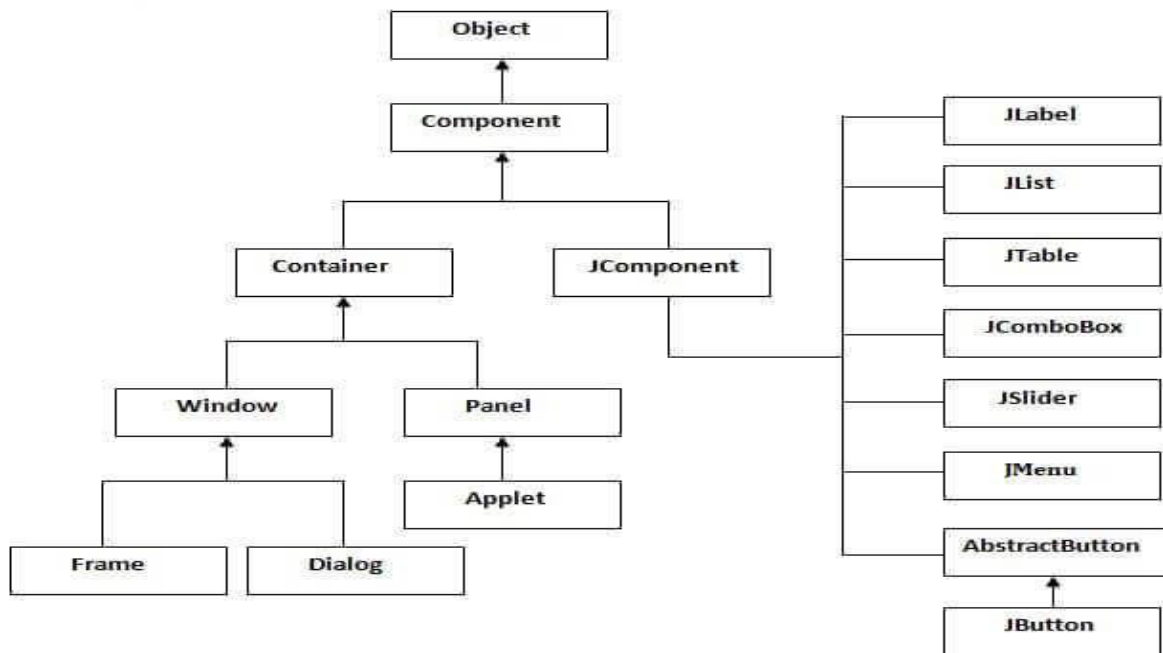 Object
Component
Container
JComponent
Window
Panel
Applet
Frame
Dialog
JLabel
JList
JTable
JComboBox
JSlider
JMenu
AbstractButton
JButton